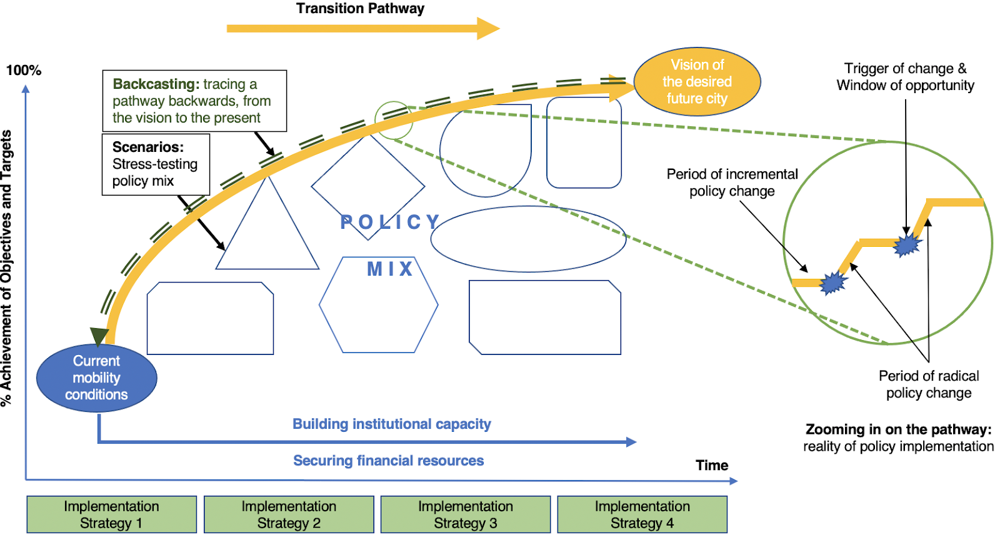 Transition Pathway
100%
Backcasting: tracing a
pathway backwards, from
the vision to the present
Scenarios:
Stress-testing
policy mix
Vision of
the desired
future city
Trigger of change &
Window of opportunity
Period of incremental
policy change
% Achievement of Objectives and Targets
POLICY
MIX
Current
mobility
conditions
Period of radical
policy change
Building institutional capacity
Securing financial resources
Zooming in on the pathway:
reality of policy implementation
Time
Implementation
Strategy 1
Implementation
Strategy 2
Implementation
Strategy 3
Implementation
Strategy 4